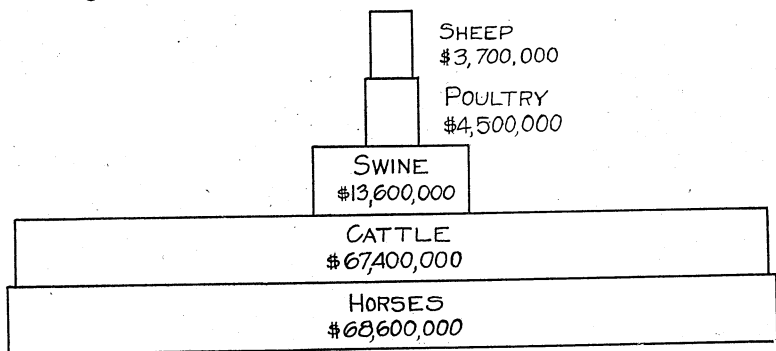 SHEEP
$3,700,000
POULTRY
$4,500,000
SWINE
$13,600,000
CATTLE
$67,400,000
HORSES
$68,600,000